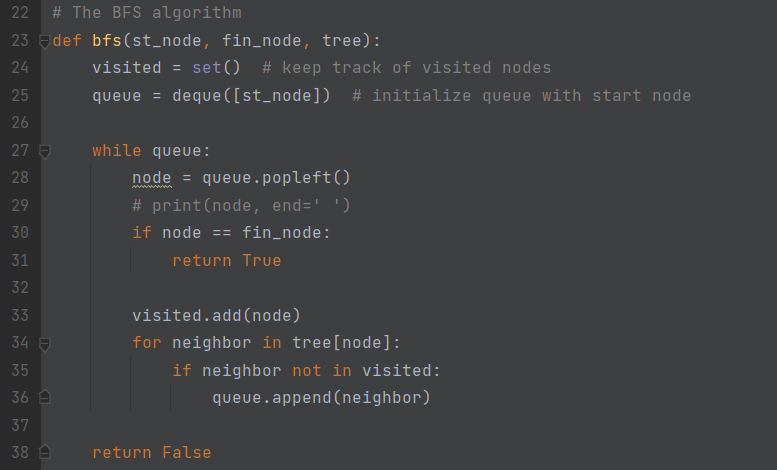 22 # The BFS algorithm
23 def bfs(st_node, fin_node, tree):
24     visited = set()  # keep track of visited nodes
25     queue = deque([st_node])  # initialize queue with start node
26
27     while queue:
28         node = queue.popleft()
29         # print(node, end=' ')
30         if node == fin_node:
31             return True
32
33         visited.add(node)
34         for neighbor in tree[node]:
35             if neighbor not in visited:
36                 queue.append(neighbor)
37
38     return False